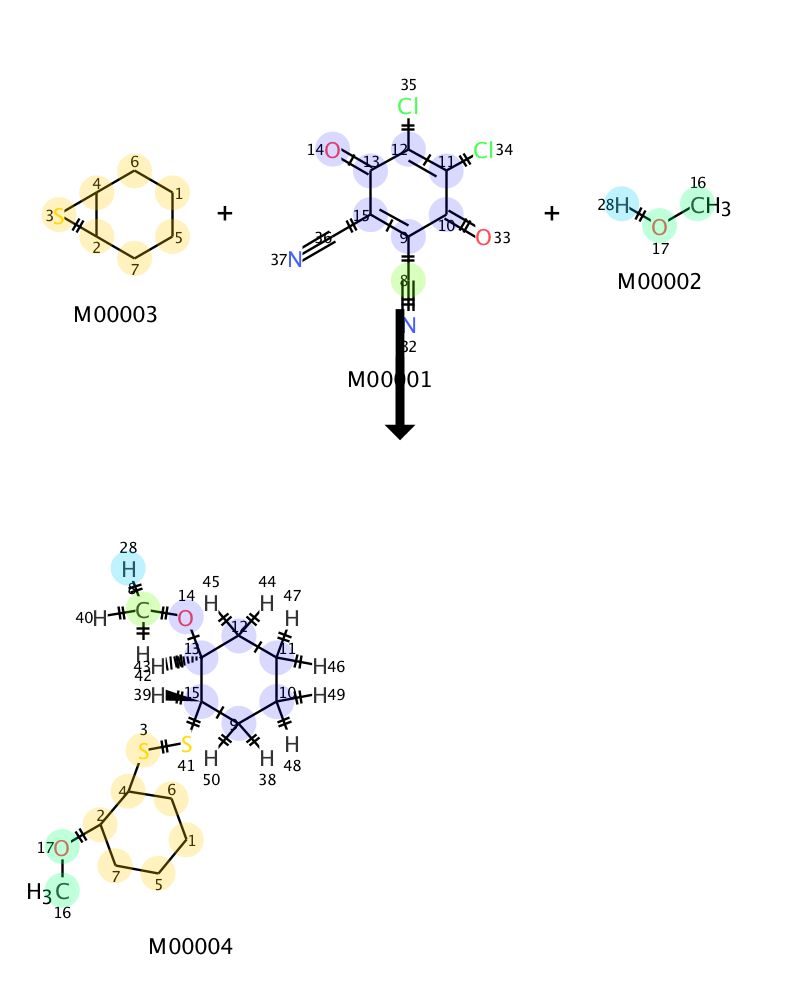 35
Cl
6
14 O
12
11
Cl 34
13
4
1
16
3 S
+
+
28 H
CH3
15
O
2
36
9
10
O 33
17
5
37 N
7
8
M00002
M00003
N
32
M00001
28
H
45
14
44
47
C
O
H
H
H
40 H
12
H
13
11
43 H
H 46
42
39 H
15
10
H 49
3
9
S
S
H
H
H
41
50
38
48
4
6
2
17 O
1
7
5
H3C
16
M00004